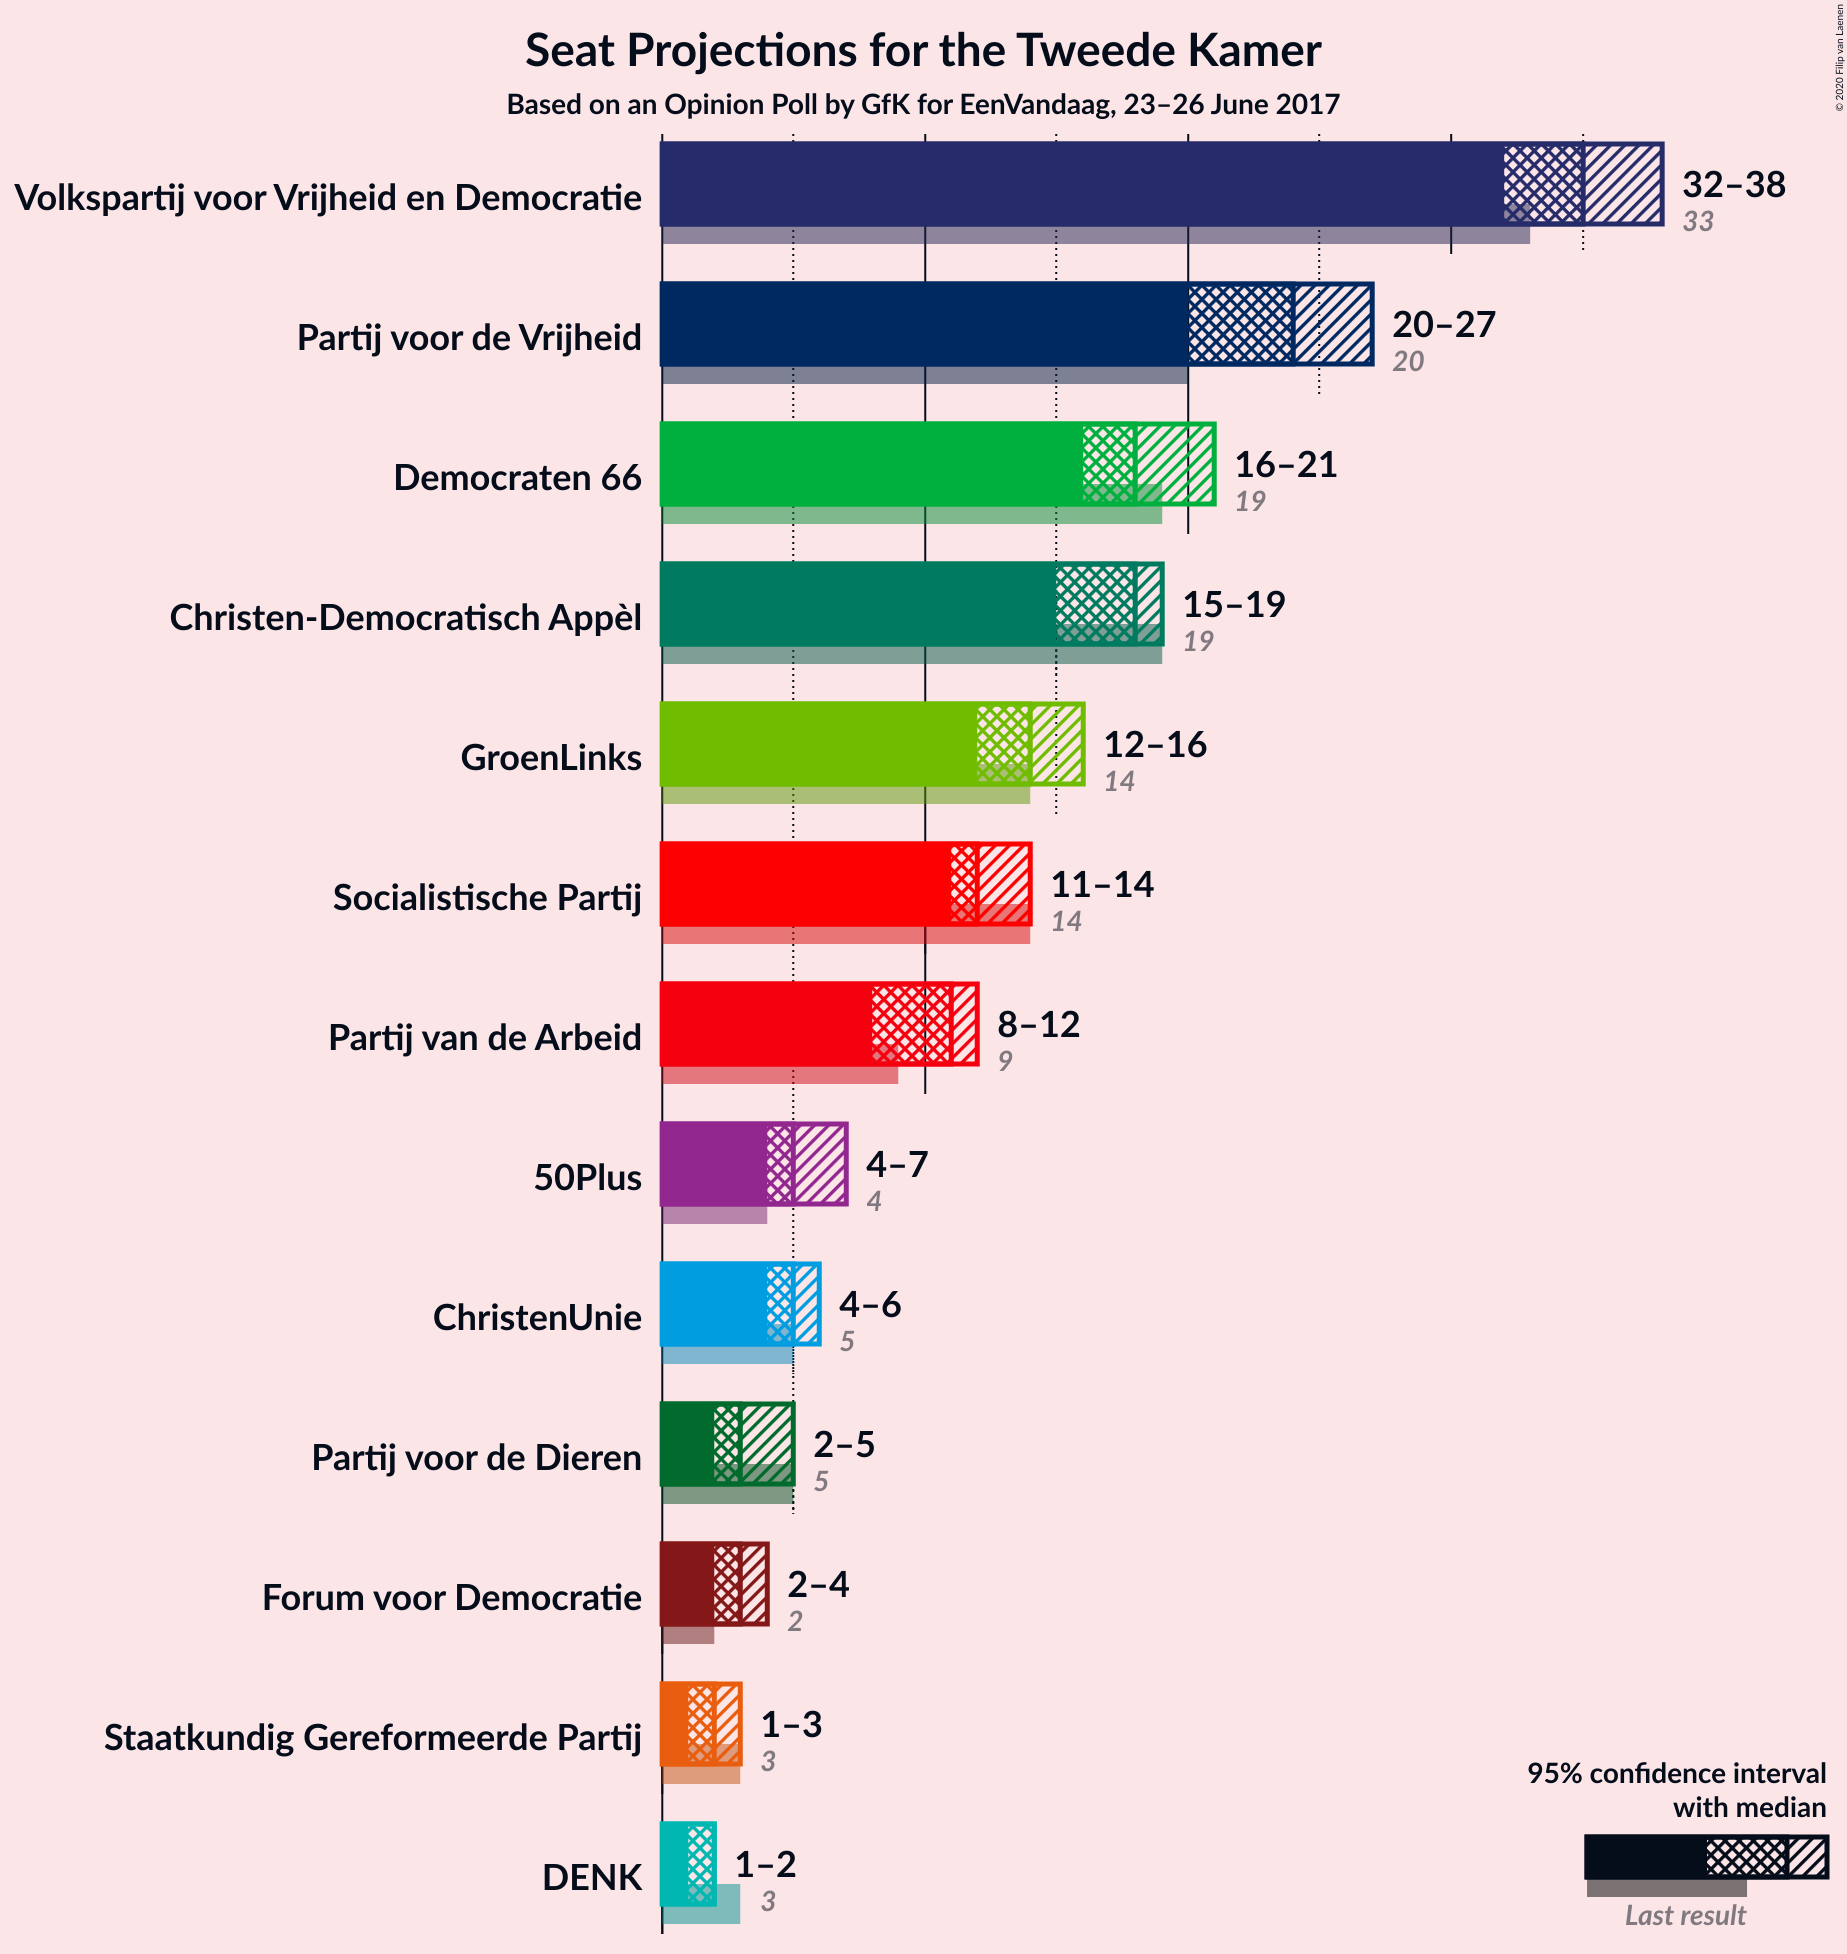 Seat Projections for the Tweede Kamer
Based on an Opinion Poll by GfK for EenVandaag, 23–26 June 2017
© 2020 Filip van Laenen
Volkspartij voor Vrijheid en Democratie
32–38
33
Partij voor de Vrijheid
20–27
20
Democraten 66
16–21
19
Christen-Democratisch Appèl
15–19
19
GroenLinks
12–16
14
Socialistische Partij
11–14
14
Partij van de Arbeid
8–12
9
50Plus
4–7
4
ChristenUnie
4–6
5
Partij voor de Dieren
2–5
5
Forum voor Democratie
2–4
2
Staatkundig Gereformeerde Partij
1–3
3
DENK
1–2
3
95% confidence interval
with median
Last result